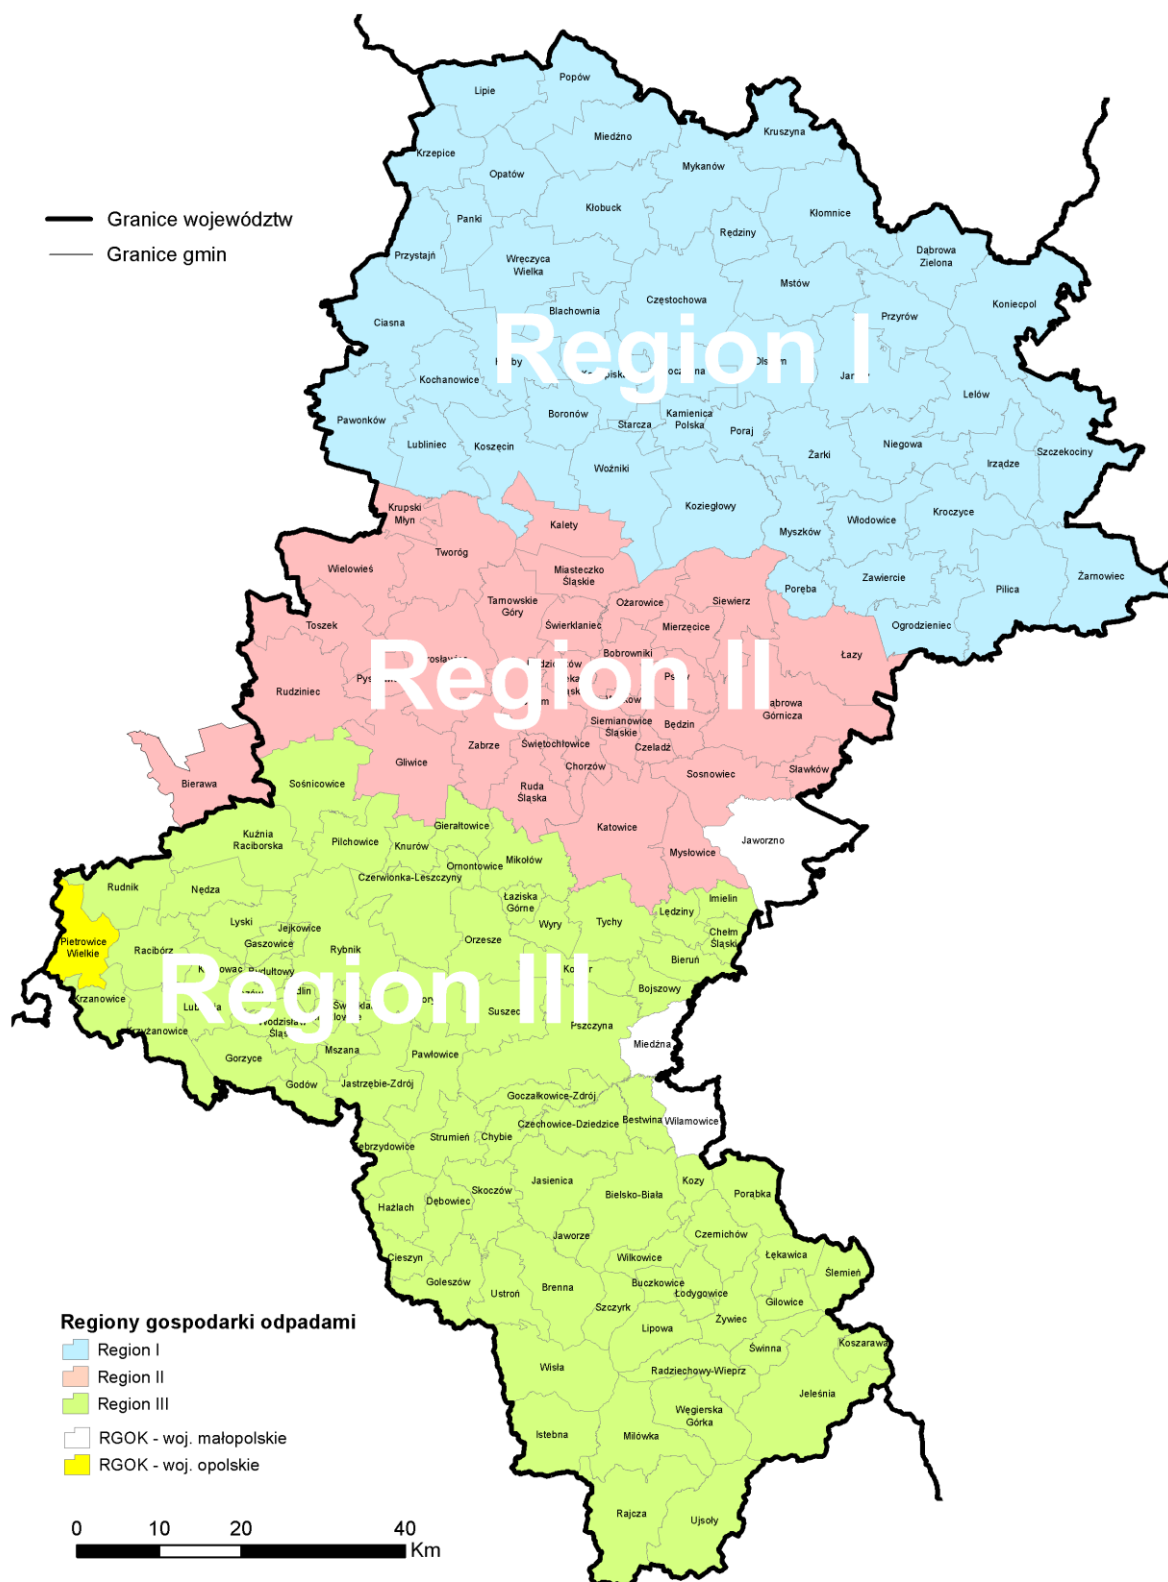 Lipie
Popów
Kruszyna
Miedźno
Krzepice
Mykanów
Opatów
Kłobuck
Kłomnice
Panki
Granice województw
Rędziny
Granice gmin
Przystajń
Dąbrowa
Zielona
Wręczyca
Wielka
Mstów
Częstochowa
Koniecpol
Blachownia
Przyrów
Ciasna
Region I
Kochanowice
Lelów
Boronów
Kamienica
Polska
Pawonków
Starcza
Poraj
Lubliniec
Koszęcin
Niegowa
Żarki
Szczekociny
Irządze
Woźniki
Koziegłowy
Krupski
Młyn
Kroczyce
Włodowice
Kalety
Myszków
Tworóg
Wielowieś
Miasteczko
Śląskie
Zawiercie
Żarnowiec
Poręba
Pilica
Tarnowskie
Góry
Ożarowice
Siewierz
Toszek
Świerklaniec
Mierzęcice
Ogrodzieniec
Bobrowniki
Łazy
Region II
Rudziniec
Siemianowice
Śląskie
Będzin
Górnicza
Zabrze
Świętochłowice
Czeladź
Gliwice
Chorzów
Sosnowiec
Sławków
Bierawa
Sośnicowice
Ruda
Śląska
Katowice
Gierałtowice
Kuźnia
Raciborska
Pilchowice
Knurów
Jaworzno
Mysłowice
Ornontowice
Mikołów
Czerwionka-Leszczyny
Rudnik
Nędza
Łaziska
Górne
Imielin
Lędziny
Lyski
Jejkowice
Wyry
Tychy
Chełm
Śląski
Pietrowice
Wielkie
Gaszowice
Racibórz
Rybnik
Orzesze
Bieruń
Region III
Bojszowy
Krzanowice
Suszec
Pszczyna
Miedźna
Mszana
Gorzyce
Pawłowice
Godów
Jastrzębie-Zdrój
Goczałkowice-Zdrój
Bestwina
Wilamowice
Strumień
Chybie
Czechowice-Dziedzice
Jasienica
Kozy
Skoczów
Bielsko-Biała
Porąbka
Dębowiec
Hażlach
Jaworze
Czernichów
Cieszyn
Wilkowice
Łękawica
Goleszów
Buczkowice
Ślemień
Ustroń
Brenna
Łodygowice
Gilowice
Szczyrk
Żywiec
Regiony gospodarki odpadami
Lipowa
Koszarawa
Region I
Świnna
Wisła
Radziechowy-Wieprz
Region II
Jeleśnia
Region III
Węgierska
Górka
Istebna
Milówka
RGOK - woj. małopolskie
RGOK - woj. opolskie
Rajcza
Ujsoły
0 10 20 40
Km